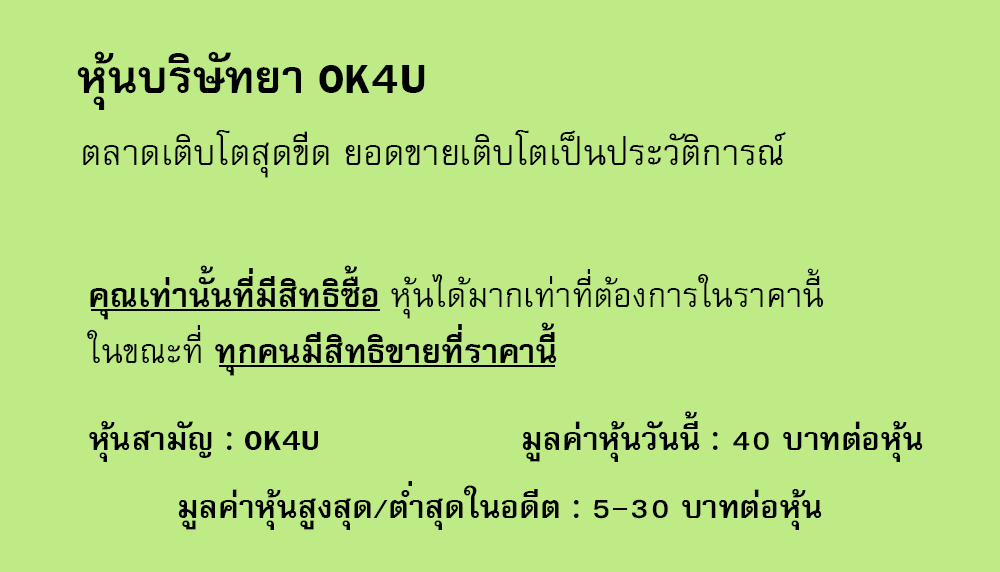 หุ้นบริษัทยา OK4U
ตลาดเติบโตสุดขีด ยอดขายเติบโตเป็นประวัติการณ์
คุณเท่านั้นที่มีสิทธิซื้อ หุ้นได้มากเท่าที่ต้องการในราคานี้
ในขณะที่ ทุกคนมีสิทธิขายที่ราคานี้
หุ้นสามัญ : OK4U มูลค่าหุ้นวันนี้ : 40 บาทต่อหุ้น
มูลค่าหุ้นสูงสุด/ต่ำสุดในอดีต : 5-30 บาทต่อหุ้น